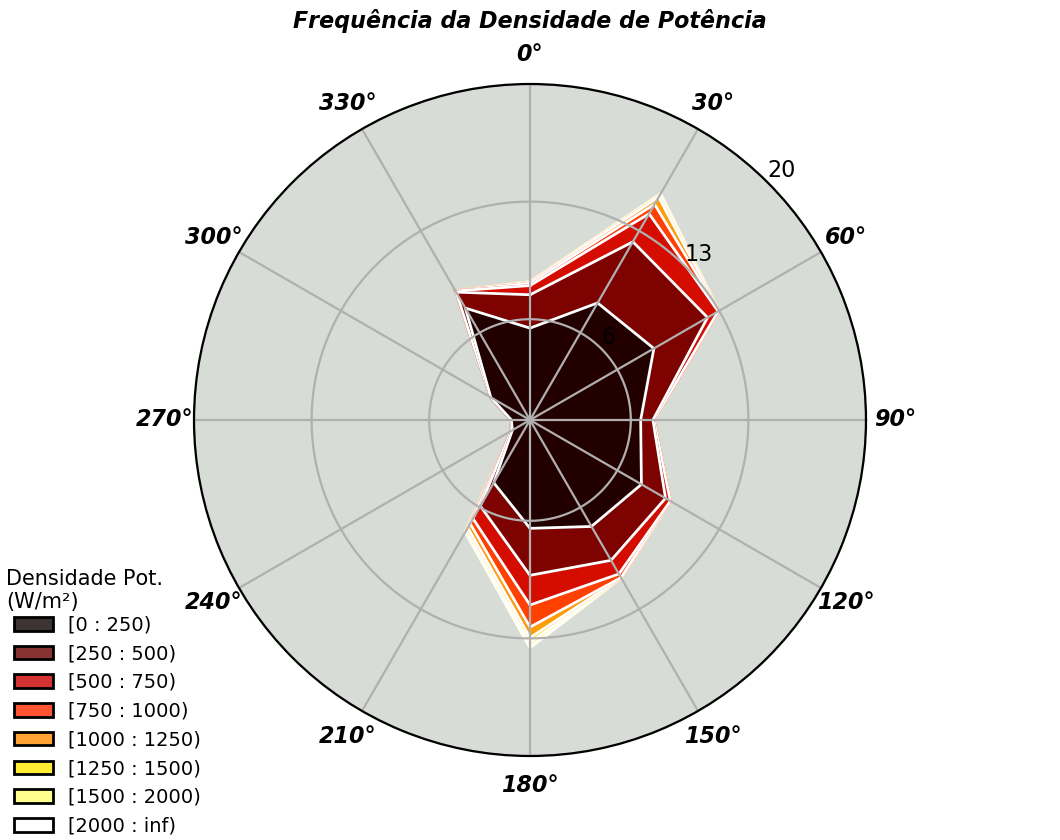 Frequência da Densidade de Potência
0°
330°
30°
20
300°
60°
13
6
270°
90°
240°
120°
210°
150°
180°
Densidade Pot.
(W/m²)
[0 : 250)
[250 : 500)
[500 : 750)
[750 : 1000)
[1000 : 1250)
[1250 : 1500)
[1500 : 2000)
[2000 : inf)